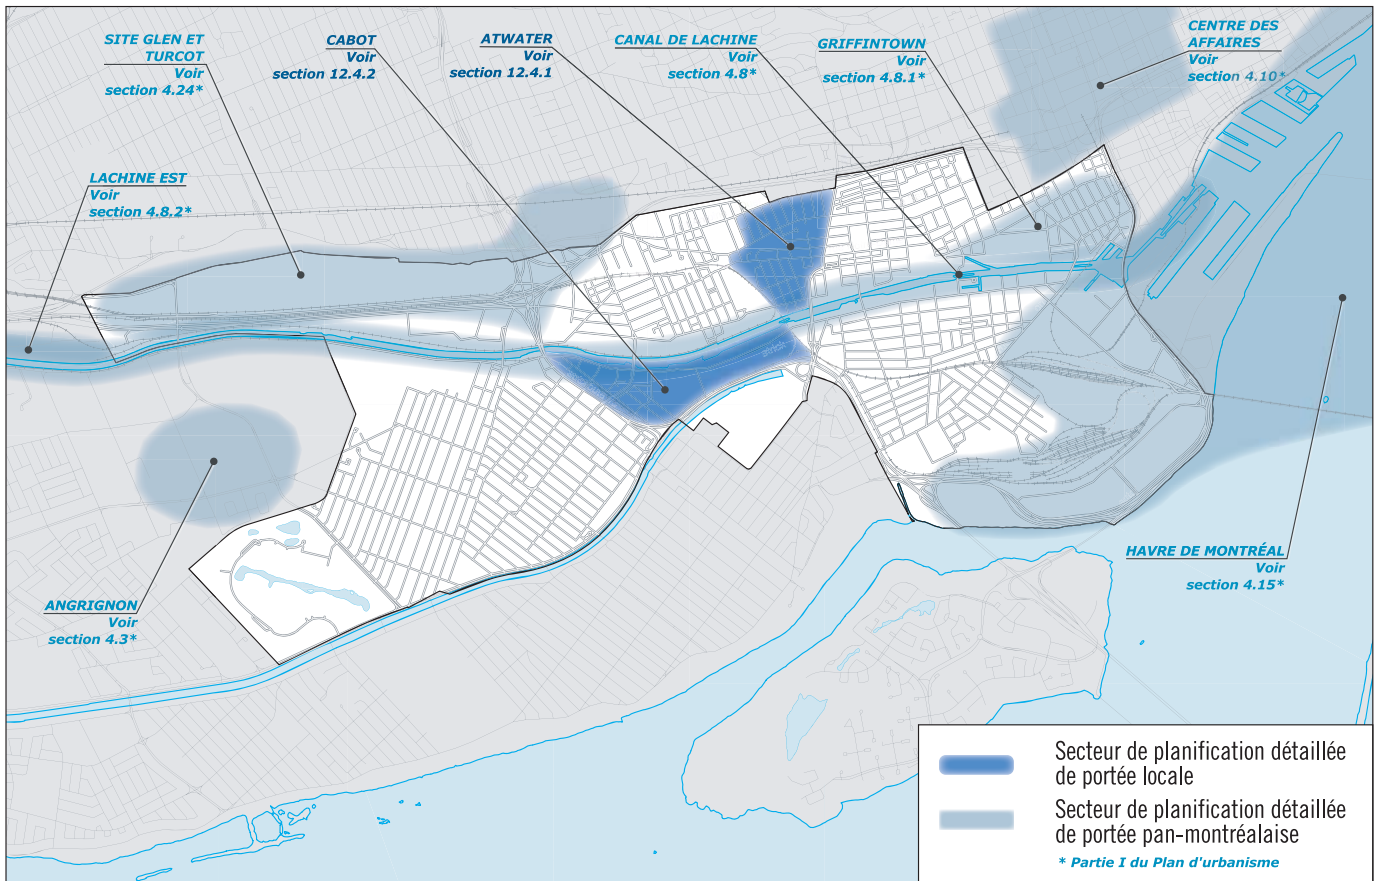 SITE GLEN ET
TURCOT
Voir
section 4.24*
CABOT
Voir
section 12.4.2
ATWATER
Voir
section 12.4.1
CANAL DE LACHINE
Voir
section 4.8*
GRIFFINTOWN
Voir
section 4.8.1*
CENTRE DES
AFFAIRES
Voir
section 4.10*
LACHINE EST
Voir
section 4.8.2*
ANGRIGNON
Voir
section 4.3*
HAVRE DE MONTRÉAL
Voir
section 4.15*
Secteur de planification détaillée
de portée locale
Secteur de planification détaillée
de portée pan-montréalaise
* Partie I du Plan d'urbanisme